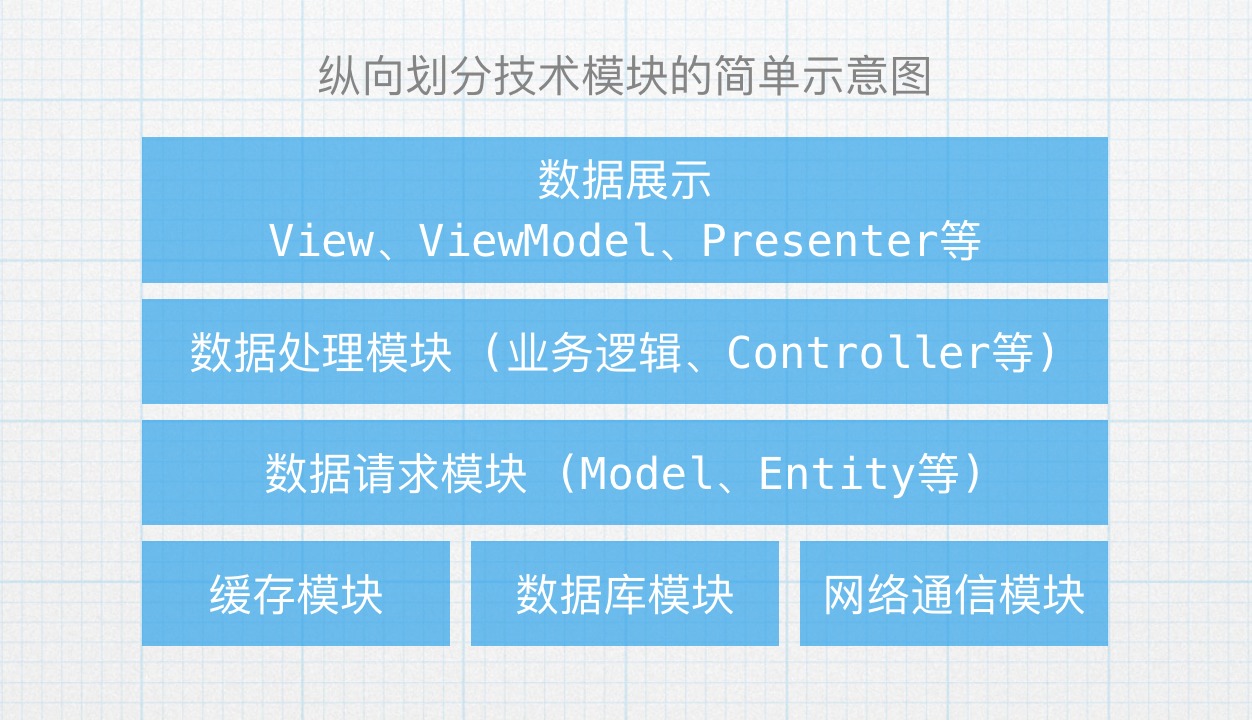 纵向划分技术模块的简单示意图
数据展示
View、ViewModel、Presenter等
数据处理模块 (业务逻辑、Controller等)
数据请求模块 (Model、Entity等)
缓存模块
数据库模块
网络通信模块